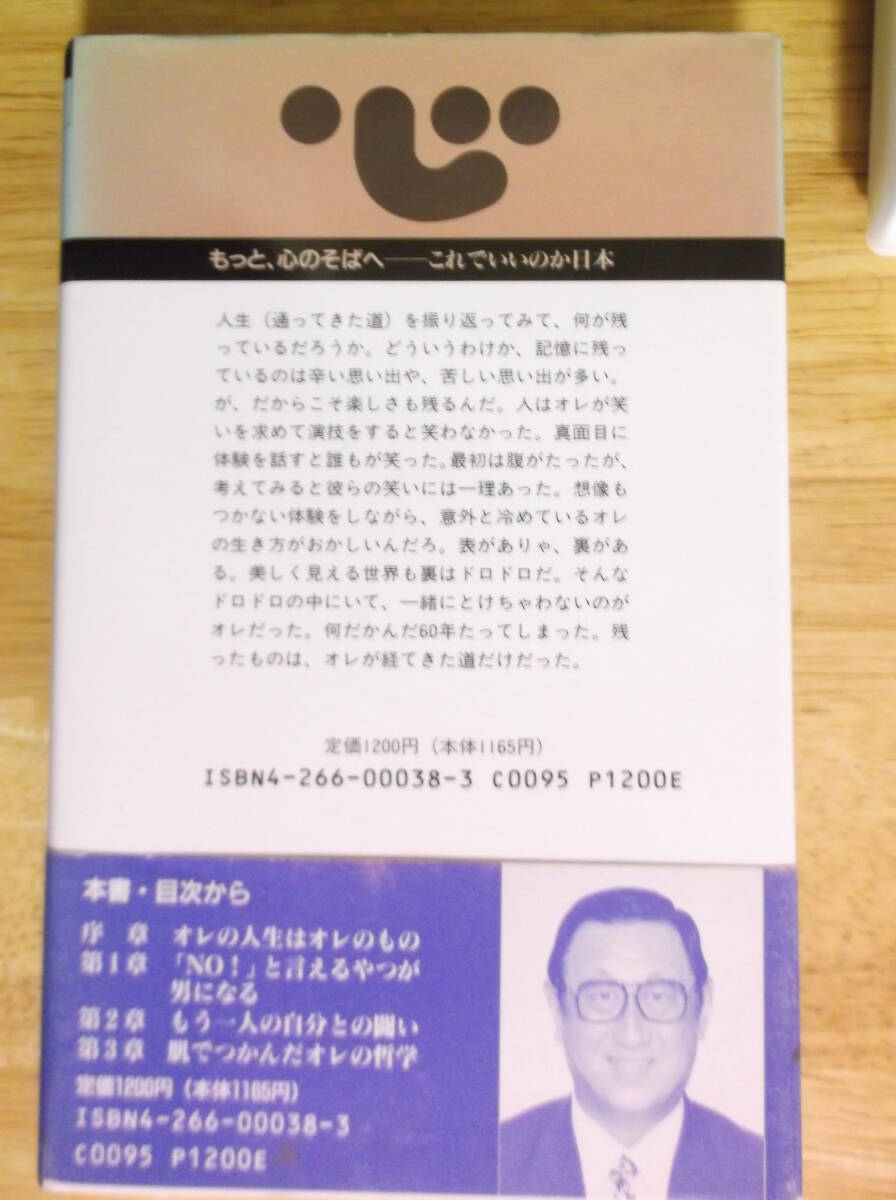 もっと、心のそばへ──これでいいのか日本
人生（通ってきた道）を振り返ってみて、何が残
っているだろうか。どういうわけか、記憶に残っ
ているのは辛い思い出や、苦しい思い出が多い。
が、だからこそ楽しさも残るんだ。人はオレが笑
いを求めて演技をすると笑わなかった。真面目に
体験を話すと誰もが笑った。最初は腹がたったが、
考えてみると彼らの笑いには一理あった。想像も
つかない体験をしながら、意外と冷めているオレ
の生き方がおかしいんだろ。表がありゃ、裏があ
る。美しく見える世界も裏はドロドロだ。そんな
ドロドロの中にいて、一緒にとけちゃわないのが
オレだった。何だかんだ60年たってしまった。残
ったものは、オレが経てきた道だけだった。
定価1200円（本体1165円）
ISBN4-266-00038-3 C0095 P1200E
本書・目次から
序 章 オレの人生はオレのもの
第1章 「NO！」と言えるやつが
男になる
第2章 もう一人の自分との闘い
第3章 肌でつかんだオレの哲学
定価1200円（本体1165円）
ISBN4-266-00038-3
C0095 P1200E